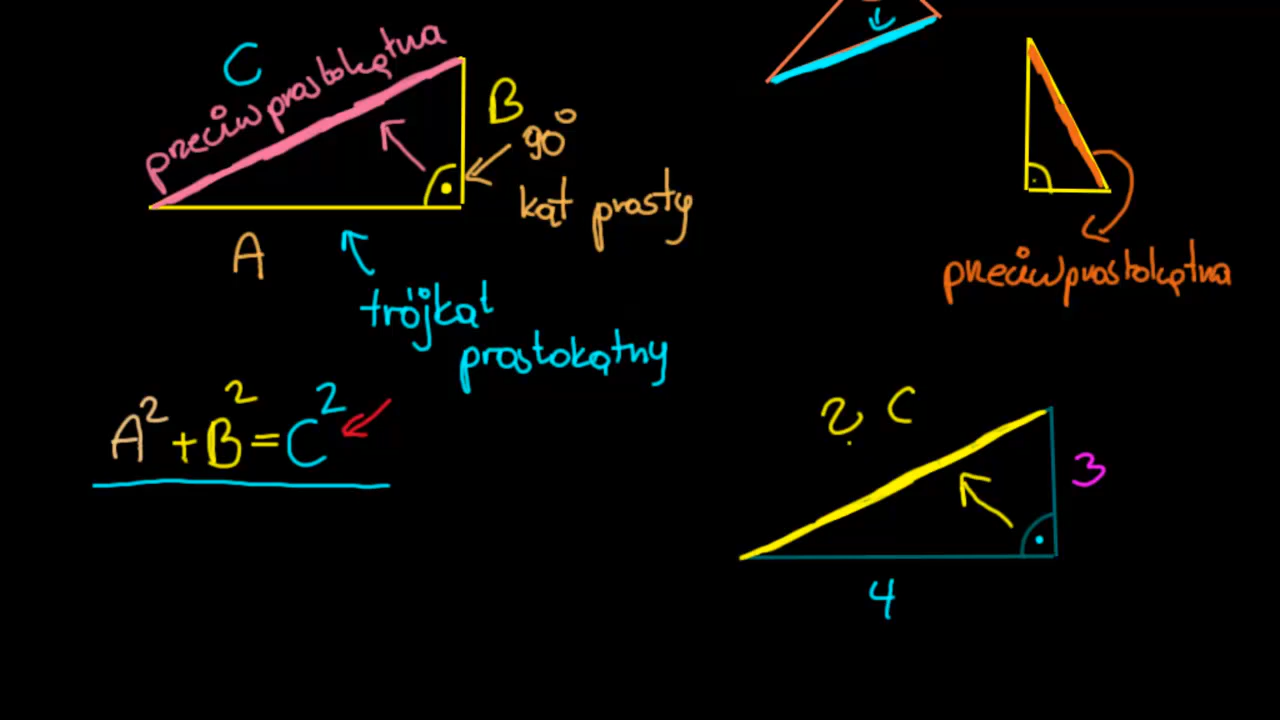 C
przeciwprostokątna
B
90°
kąt prosty
A
trójkąt
prostokątny
przeciwprostokątna
A² + B² = C²
? C
3
4